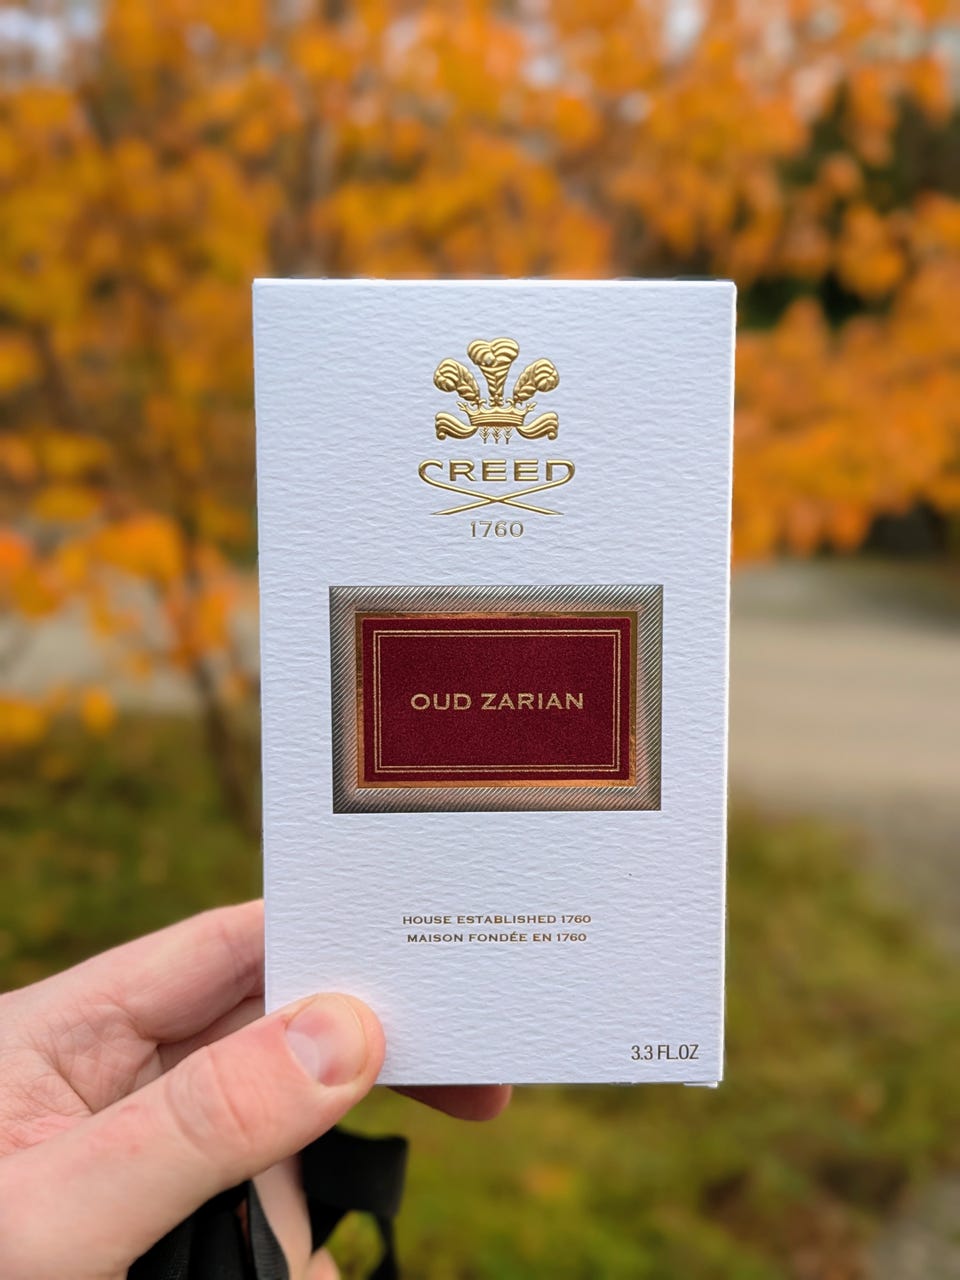 CREED
1760
OUD ZARIAN
HOUSE ESTABLISHED 1760
MAISON FONDÉE EN 1760
3.3 FL.OZ